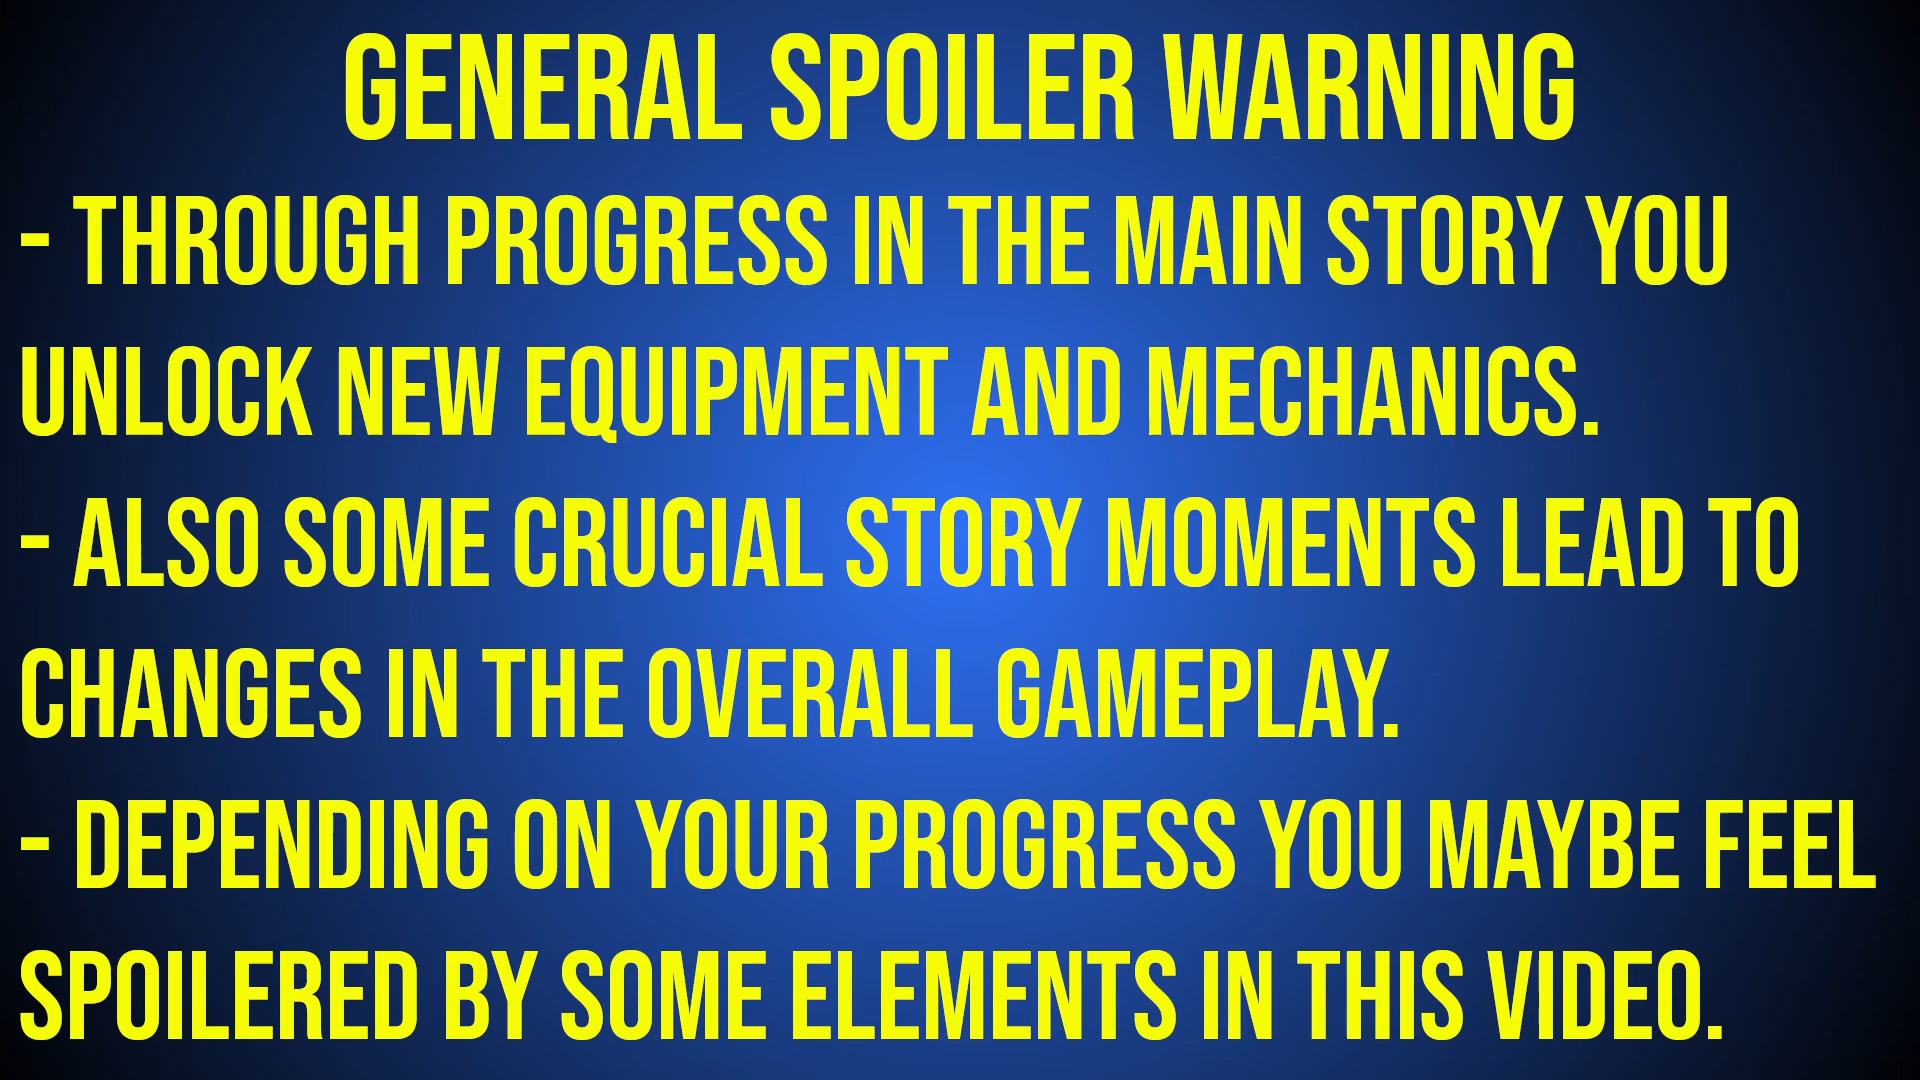 GENERAL SPOILER WARNING
- THROUGH PROGRESS IN THE MAIN STORY YOU
UNLOCK NEW EQUIPMENT AND MECHANICS.
- ALSO SOME CRUCIAL STORY MOMENTS LEAD TO
CHANGES IN THE OVERALL GAMEPLAY.
- DEPENDING ON YOUR PROGRESS YOU MAYBE FEEL
SPOILERED BY SOME ELEMENTS IN THIS VIDEO.